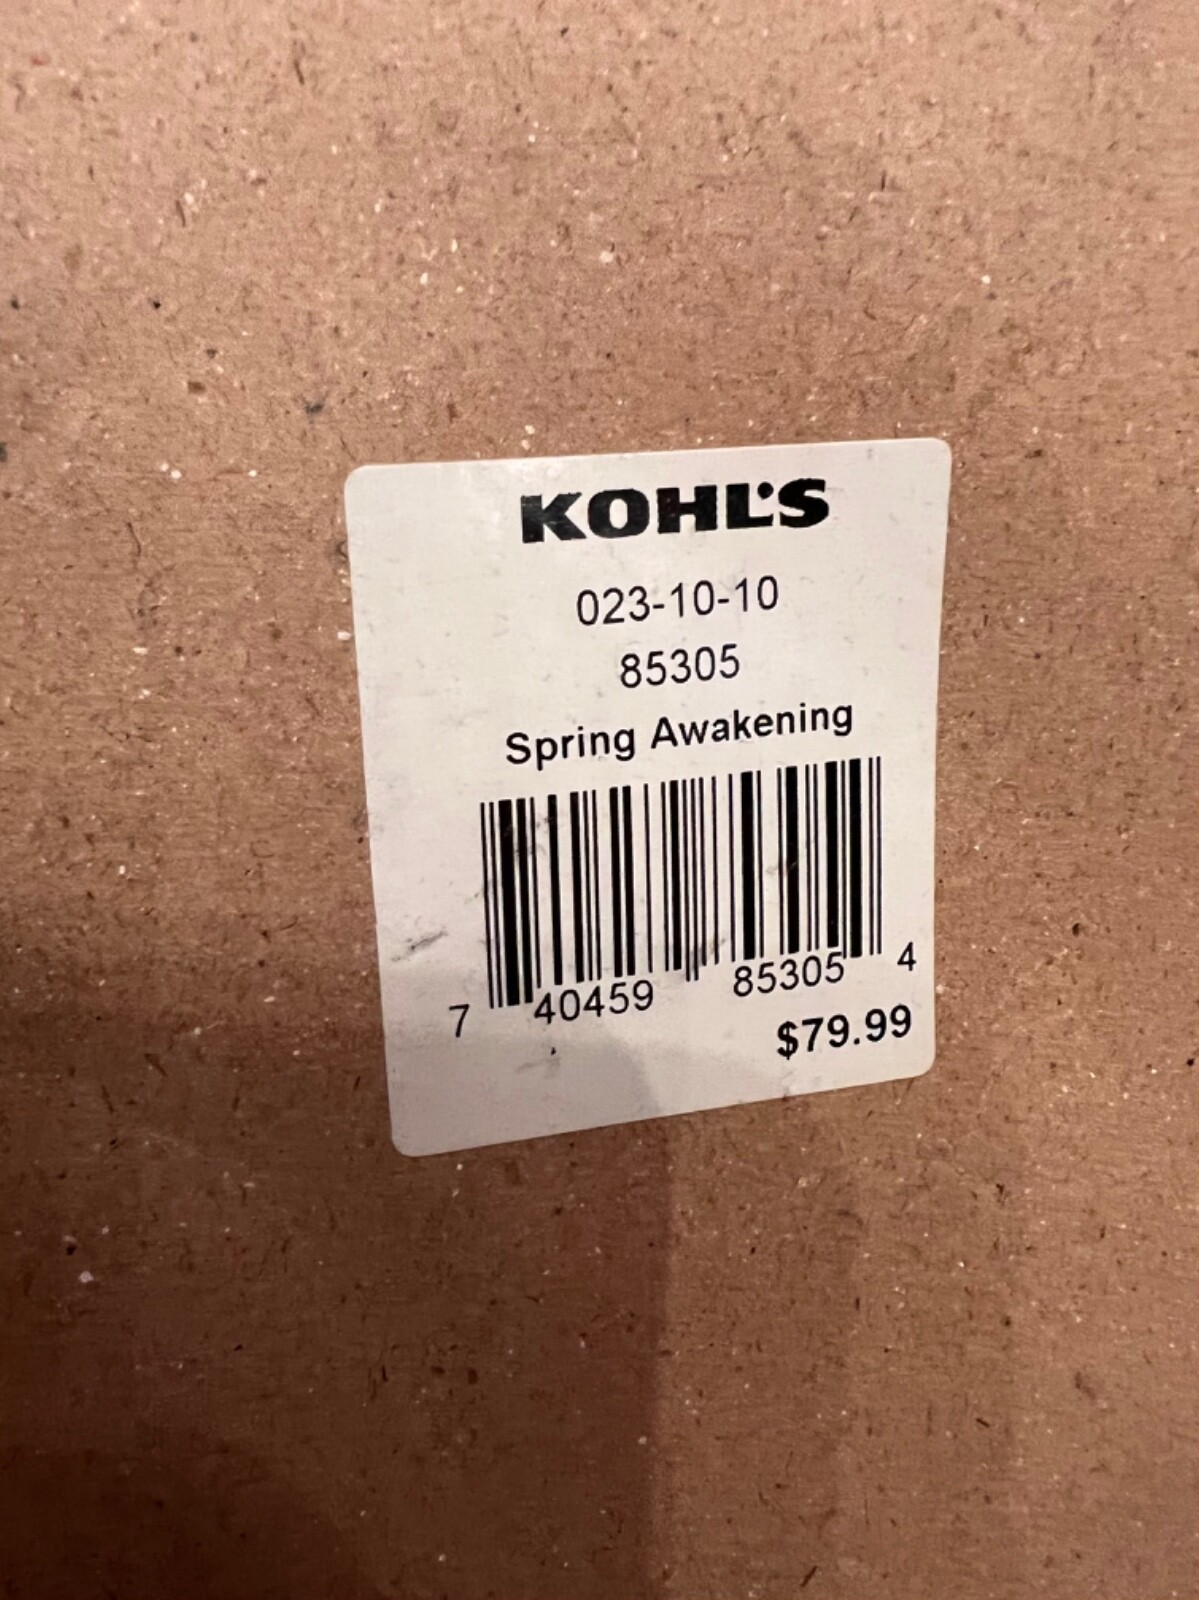 KOHL'S
023-10-10
85305
Spring Awakening
7 40459 85305 4
$79.99